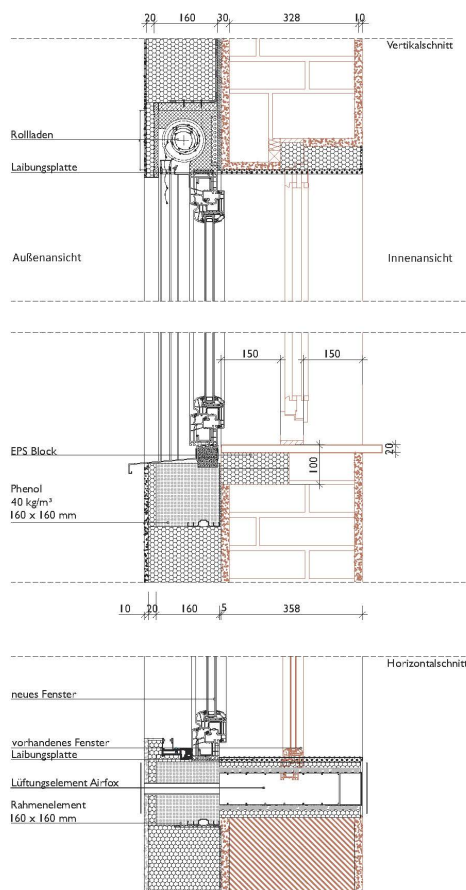 20 160 30 328 10
Vertikalschnitt
Rollladen
Laibungsplatte
Außenansicht
Innenansicht
150 150
EPS Block
20
100
Phenol
40 kg/m³
160 x 160 mm
10 20 160 5 358
Horizontalschnitt
neues Fenster
vorhandenes Fenster
Laibungsplatte
Lüftungselement Airfox
Rahmenelement
160 x 160 mm